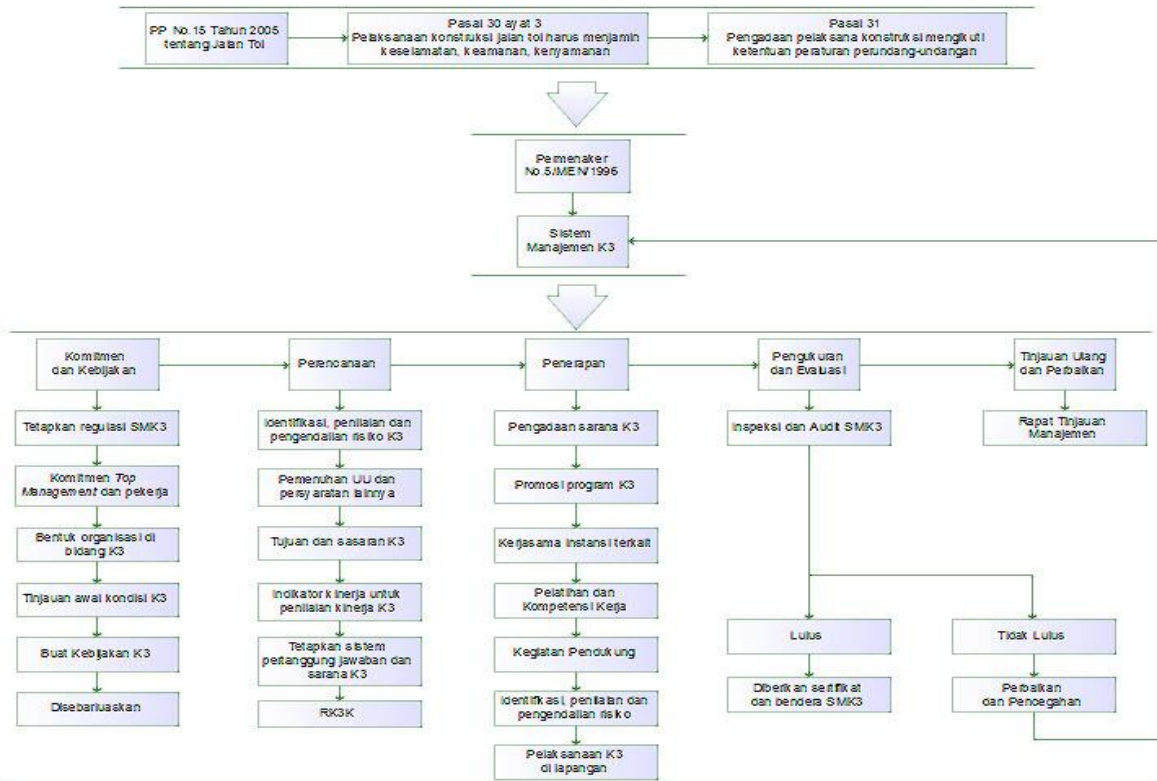 PP No.15 Tahun 2005
tentang Jalan Tol
Pasal 30 ayat 3
Pelaksanaan konstruksi jalan tol harus menjamin
keselamatan, keamanan, kenyamanan
Pasal 31
Pengadaan pelaksana konstruksi mengikuti
ketentuan peraturan perundang-undangan
Permenaker
No.5/MEN/1996
Sistem
Manajemen K3
Komitmen
dan Kebijakan
Perencanaan
Penerapan
Pengukuran
dan Evaluasi
Tinjauan Ulang
dan Perbaikan
Tetapkan regulasi SMK3
Komitmen Top
Management dan pekerja
Bentuk organisasi di
bidang K3
Tinjauan awal kondisi K3
Buat Kebijakan K3
Disebarluaskan
Identifikasi, penilaian dan
pengendalian risiko K3
Pemenuhan UU dan
persyaratan lainnya
Tujuan dan sasaran K3
Indikator kinerja untuk
penilaian kinerja K3
Tetapkan sistem
pertanggung jawaban dan
sarana K3
RK3K
Pengadaan sarana K3
Promosi program K3
Kerjasama instansi terkait
Pelatihan dan
Kompetensi Kerja
Kegiatan Pendukung
Identifikasi, penilaian dan
pengendalian risiko
Pelaksanaan K3
di lapangan
Inspeksi dan Audit SMK3
Lulus
Diberikan sertifikat
dan bendera SMK3
Tidak Lulus
Perbaikan
dan Pencegahan
Rapat Tinjauan
Manajemen